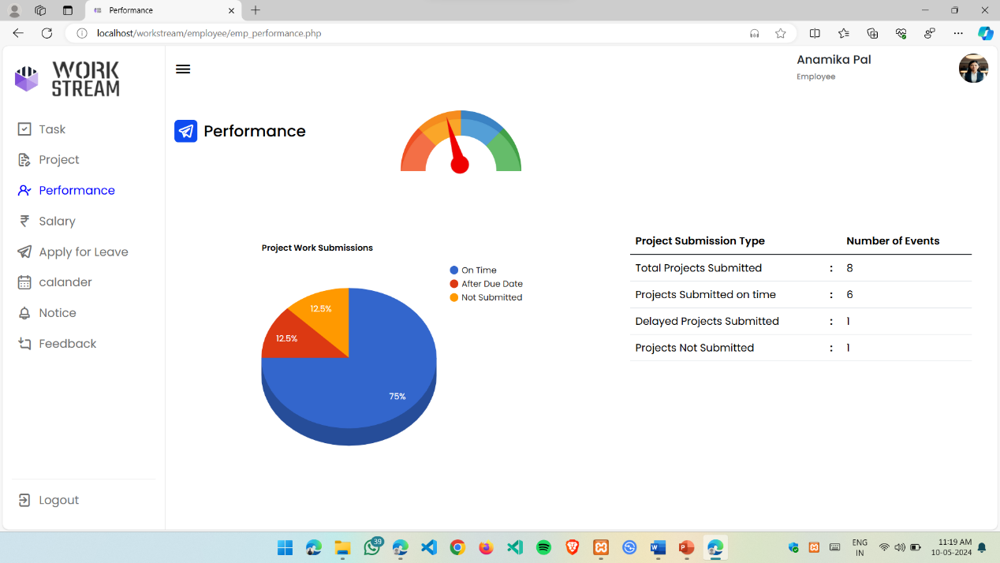 Performance
localhost/workstream/employee/emp_performance.php
WORK
STREAM
Anamika Pal
Employee
Task
Project
Performance
Salary
Apply for Leave
calander
Notice
Feedback
Logout
Performance
Project Work Submissions
On Time
After Due Date
Not Submitted
12.5%
12.5%
75%
Project Submission Type Number of Events
Total Projects Submitted : 8
Projects Submitted on time : 6
Delayed Projects Submitted : 1
Projects Not Submitted : 1
39
ENG
IN
11:19 AM
10-05-2024